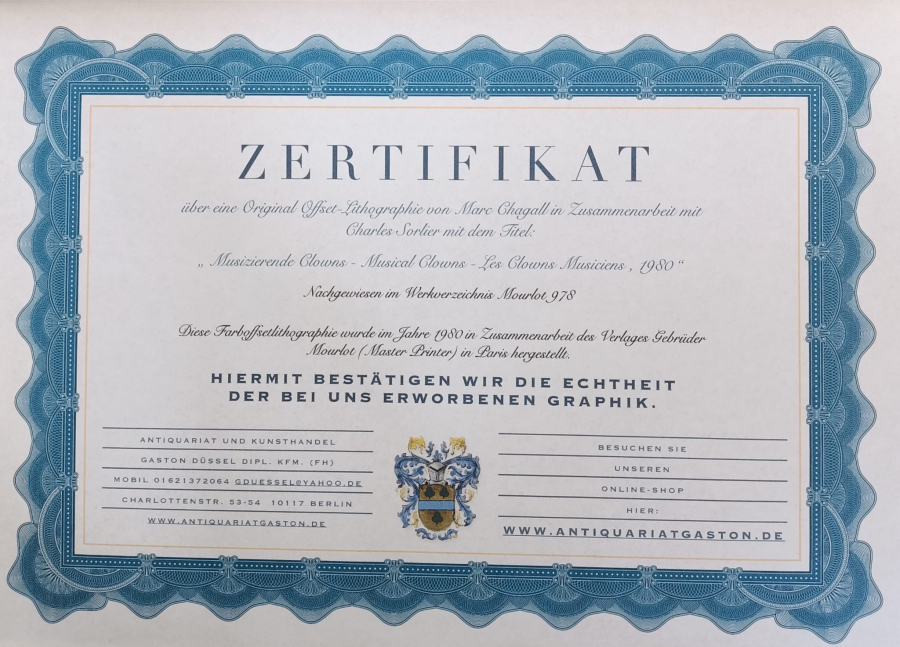 ZERTIFIKAT
über eine Original Offset-Lithographie von Marc Chagall in Zusammenarbeit mit
Charles Sorlier mit dem Titel:
„ Musizierende Clowns - Musical Clowns - Les Clowns Musiciens , 1980 “
Nachgewiesen im Werkverzeichnis Mourlot 978
Diese Farboffsetlithographie wurde im Jahre 1980 in Zusammenarbeit des Verlages Gebrüder
Mourlot (Master Printer) in Paris hergestellt.
HIERMIT BESTÄTIGEN WIR DIE ECHTHEIT
DER BEI UNS ERWORBENEN GRAPHIK.
ANTIQUARIAT UND KUNSTHANDEL
GASTON DÜSSEL DIPL. KFM. (FH)
MOBIL 01621372064 GDUESSEL@YAHOO.DE
CHARLOTTENSTR. 53-54 10117 BERLIN
WWW.ANTIQUARIATGASTON.DE
BESUCHEN SIE
UNSEREN
ONLINE-SHOP
HIER:
WWW.ANTIQUARIATGASTON.DE